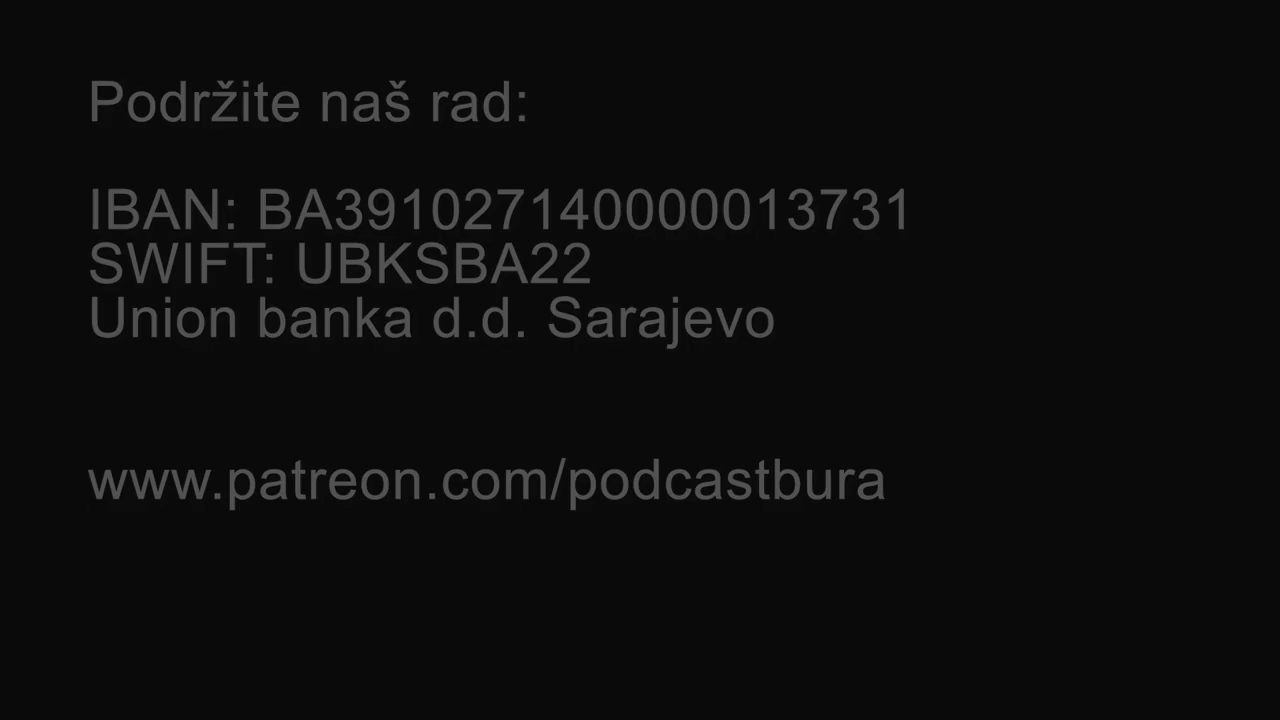 Podržite naš rad:
IBAN: BA391027140000013731
SWIFT: UBKSBA22
Union banka d.d. Sarajevo
www.patreon.com/podcastbura